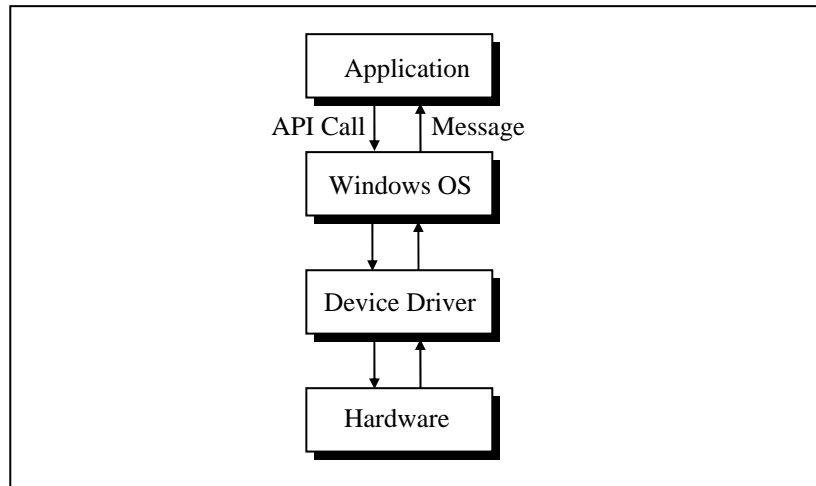 Application
API Call
Message
Windows OS
Device Driver
Hardware